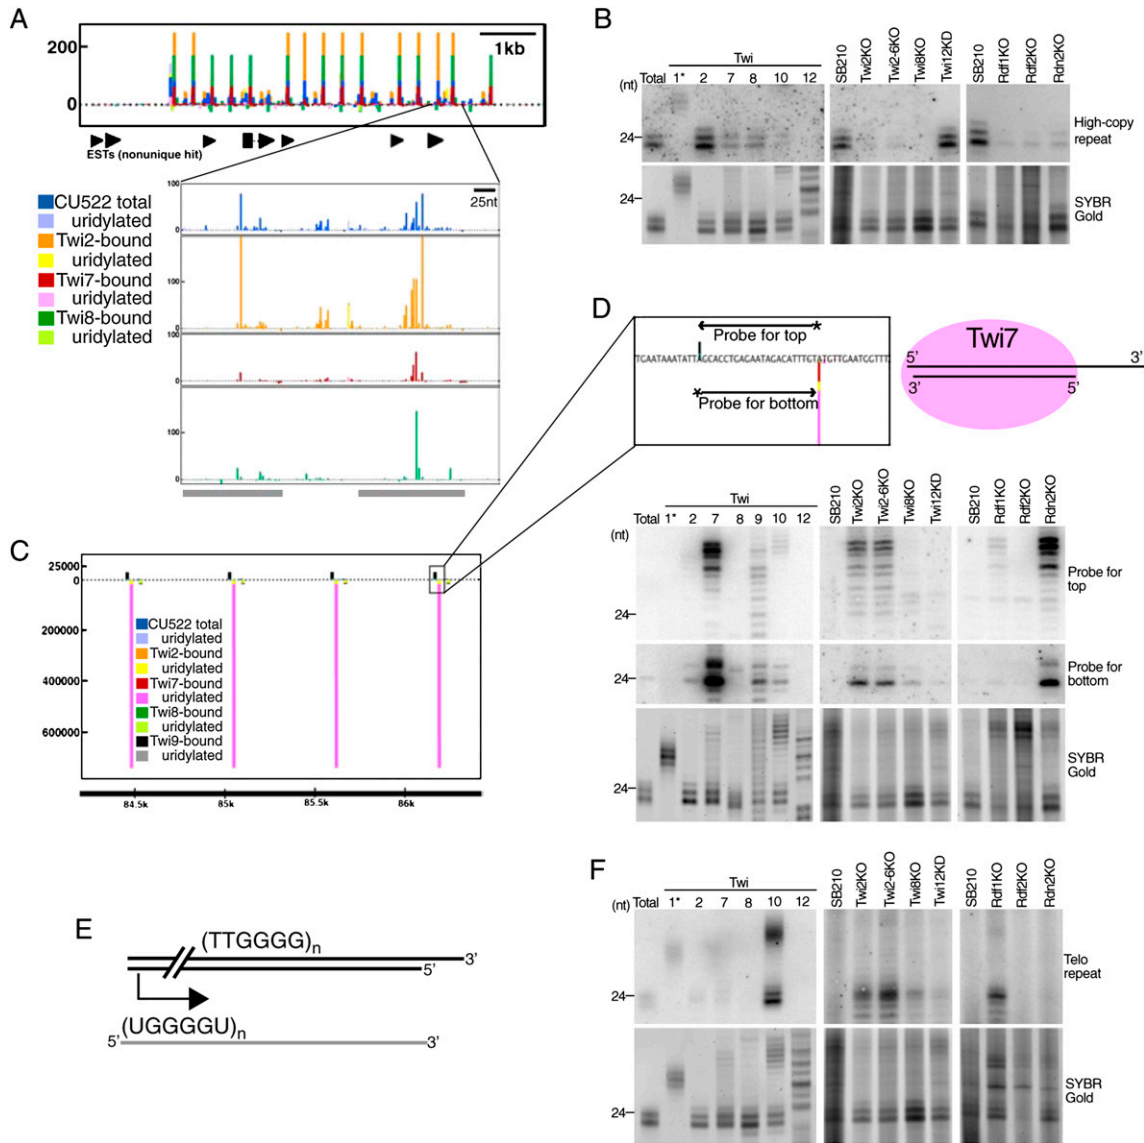 A
200
0
1kb
ESTs (nonunique hit)
CU522 total
uridylated
Twi2-bound
uridylated
Twi7-bound
uridylated
Twi8-bound
uridylated
100
0
25nt
100
0
100
0
100
0
B
Twi
(nt) Total 1* 2 7 8 10 12
SB210 Twi2KO Twi2-6KO Twi8KO Twi12KD
SB210 Rdf1KO Rdf2KO Rdn2KO
24
High-copy
repeat
24
SYBR
Gold
C
25000
0
200000
400000
600000
CU522 total
uridylated
Twi2-bound
uridylated
Twi7-bound
uridylated
Twi8-bound
uridylated
Twi9-bound
uridylated
84.5k 85k 85.5k 86k
D
Probe for top *
TGAATAAATATTAGCACCTGAGAATAGACATTTGTATGTTGAATGGTTT
* Probe for bottom
Twi7
5' 3'
3' 5'
Twi
(nt) Total 1* 2 7 8 9 10 12
SB210 Twi2KO Twi2-6KO Twi8KO Twi12KD
SB210 Rdf1KO Rdf2KO Rdn2KO
24
Probe for
top
24
Probe for
bottom
24
SYBR
Gold
E
(TTGGGG)n
3'
5'
(UGGGGU)n
5' 3'
F
Twi
(nt) Total 1* 2 7 8 10 12
SB210 Twi2KO Twi2-6KO Twi8KO Twi12KD
SB210 Rdf1KO Rdf2KO Rdn2KO
24
Telo
repeat
24
SYBR
Gold